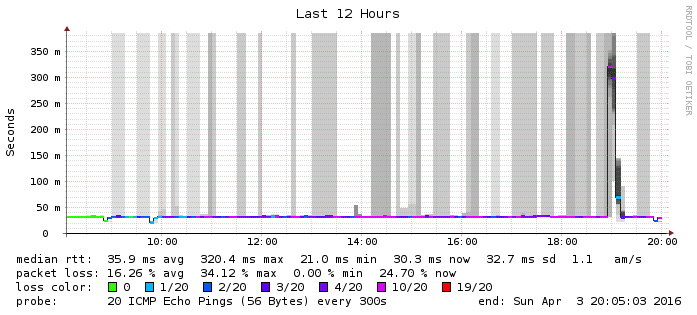 Last 12 Hours
RRDTOOL / TOBI OETIKER
Seconds
350 m
300 m
250 m
200 m
150 m
100 m
50 m
0
10:00 12:00 14:00 16:00 18:00 20:00
median rtt: 35.9 ms avg 320.4 ms max 21.0 ms min 30.3 ms now 32.7 ms sd 1.1 am/s
packet loss: 16.26 % avg 34.12 % max 0.00 % min 24.70 % now
loss color: 0 1/20 2/20 3/20 4/20 10/20 19/20
probe: 20 ICMP Echo Pings (56 Bytes) every 300s end: Sun Apr 3 20:05:03 2016